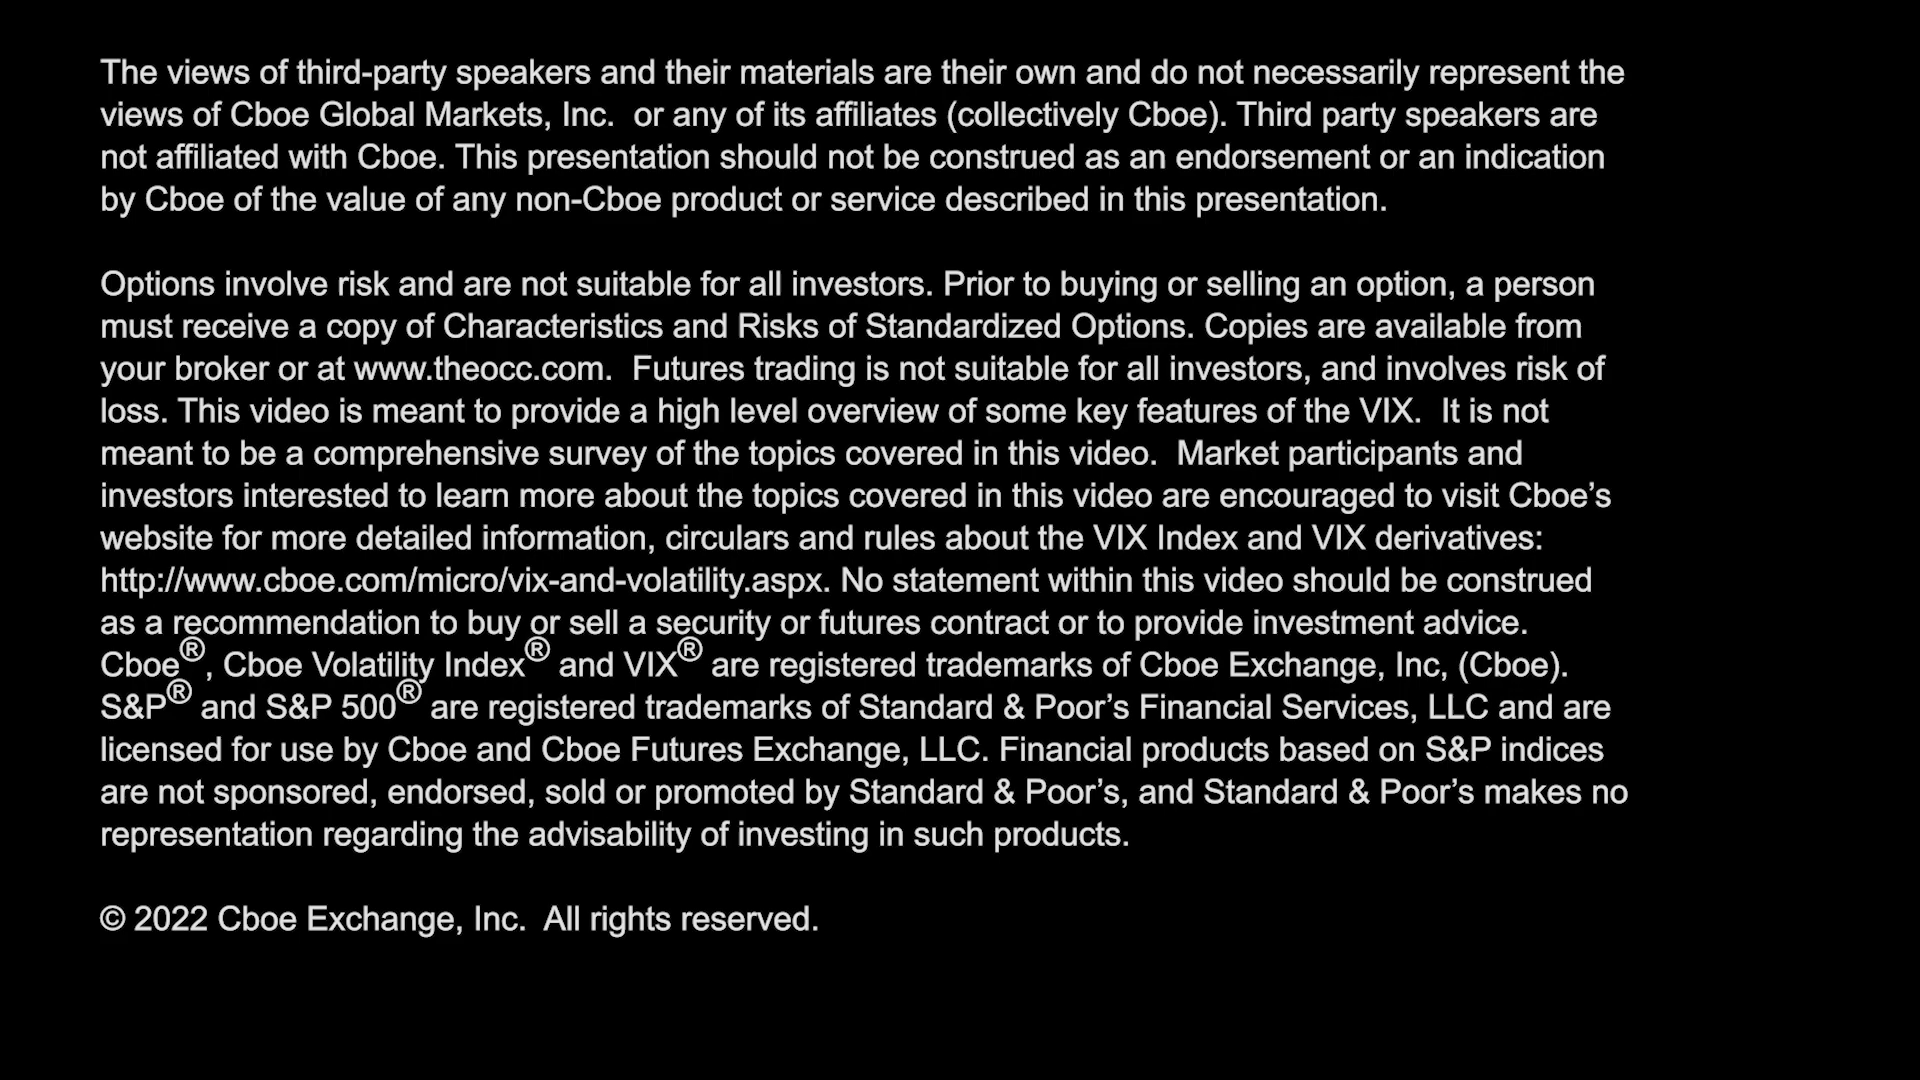 The views of third-party speakers and their materials are their own and do not necessarily represent the
views of Cboe Global Markets, Inc.  or any of its affiliates (collectively Cboe). Third party speakers are
not affiliated with Cboe. This presentation should not be construed as an endorsement or an indication
by Cboe of the value of any non-Cboe product or service described in this presentation.

Options involve risk and are not suitable for all investors. Prior to buying or selling an option, a person
must receive a copy of Characteristics and Risks of Standardized Options. Copies are available from
your broker or at www.theocc.com.  Futures trading is not suitable for all investors, and involves risk of
loss. This video is meant to provide a high level overview of some key features of the VIX.  It is not
meant to be a comprehensive survey of the topics covered in this video.  Market participants and
investors interested to learn more about the topics covered in this video are encouraged to visit Cboe’s
website for more detailed information, circulars and rules about the VIX Index and VIX derivatives:
http://www.cboe.com/micro/vix-and-volatility.aspx. No statement within this video should be construed
as a recommendation to buy or sell a security or futures contract or to provide investment advice.
Cboe®, Cboe Volatility Index® and VIX® are registered trademarks of Cboe Exchange, Inc, (Cboe).
S&P® and S&P 500® are registered trademarks of Standard & Poor’s Financial Services, LLC and are
licensed for use by Cboe and Cboe Futures Exchange, LLC. Financial products based on S&P indices
are not sponsored, endorsed, sold or promoted by Standard & Poor’s, and Standard & Poor’s makes no
representation regarding the advisability of investing in such products.

© 2022 Cboe Exchange, Inc.  All rights reserved.